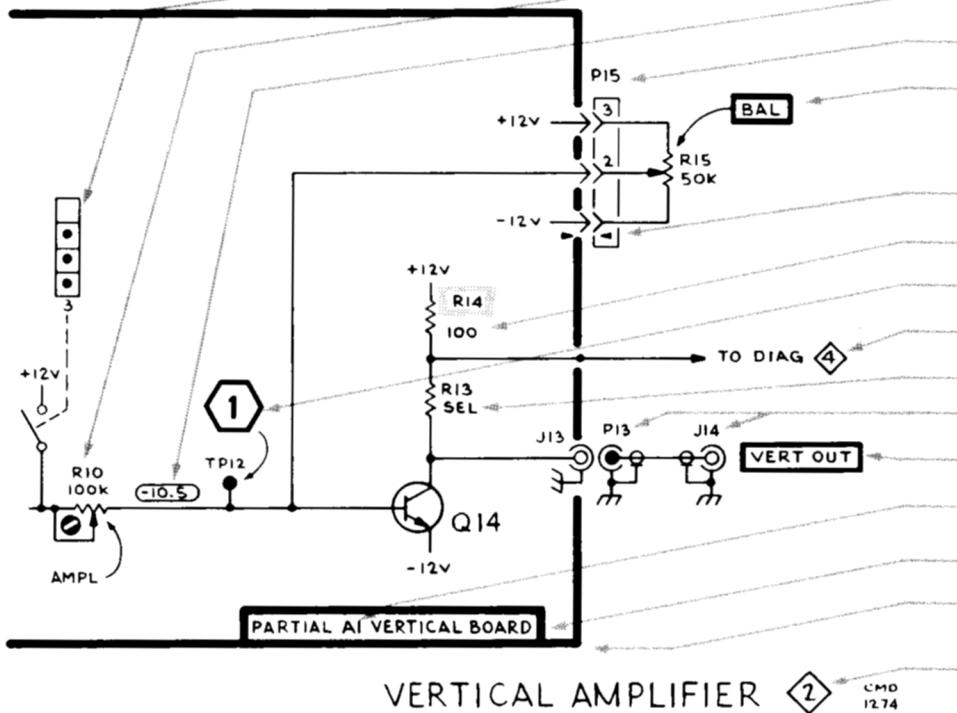 P15
3
BAL
+12V
2
R15
50K
-12V
3
+12V
R14
100
TO DIAG 4
+12V
R13
SEL
1
J13
P13
J14
VERT OUT
R10
100K
-10.5
TP12
Q14
AMPL
-12V
PARTIAL A1 VERTICAL BOARD
VERTICAL AMPLIFIER 2
CMD
1274